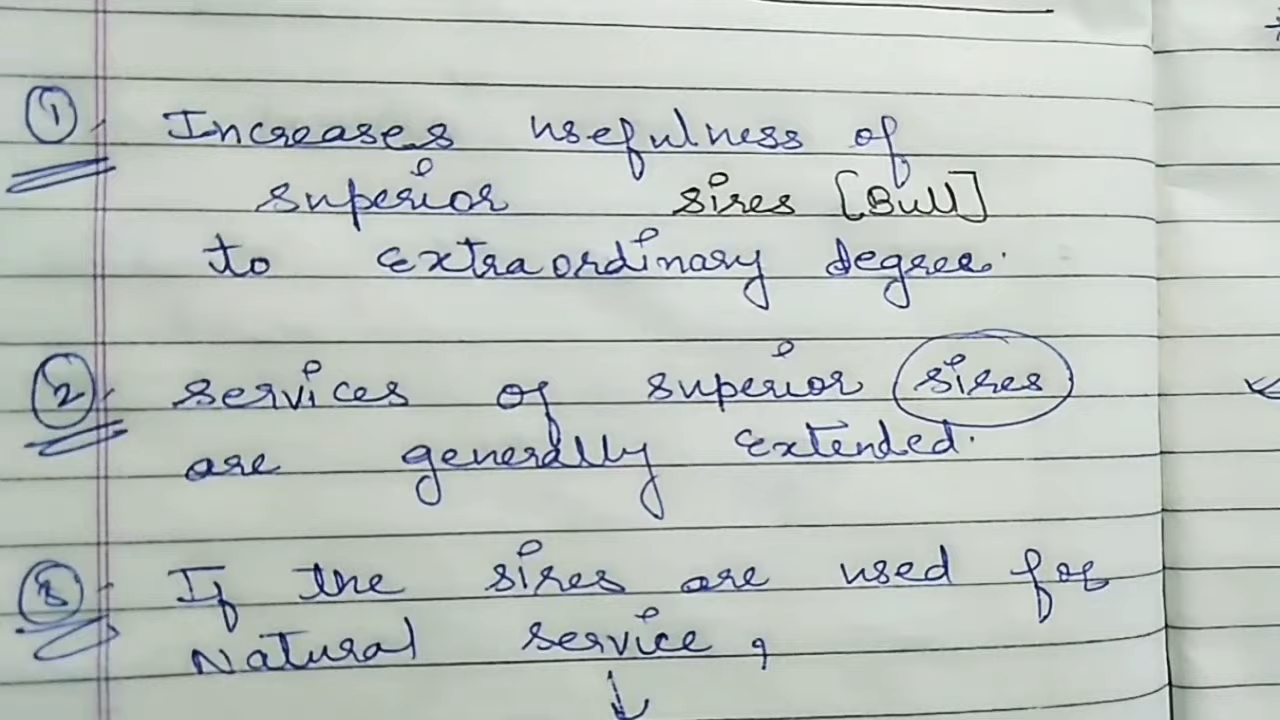 ① Increases usefulness of
superior sires [Bull]
to extraordinary degree.
② services of superior sires
are generally extended.
③ If the sires are used for
Natural service,
↓